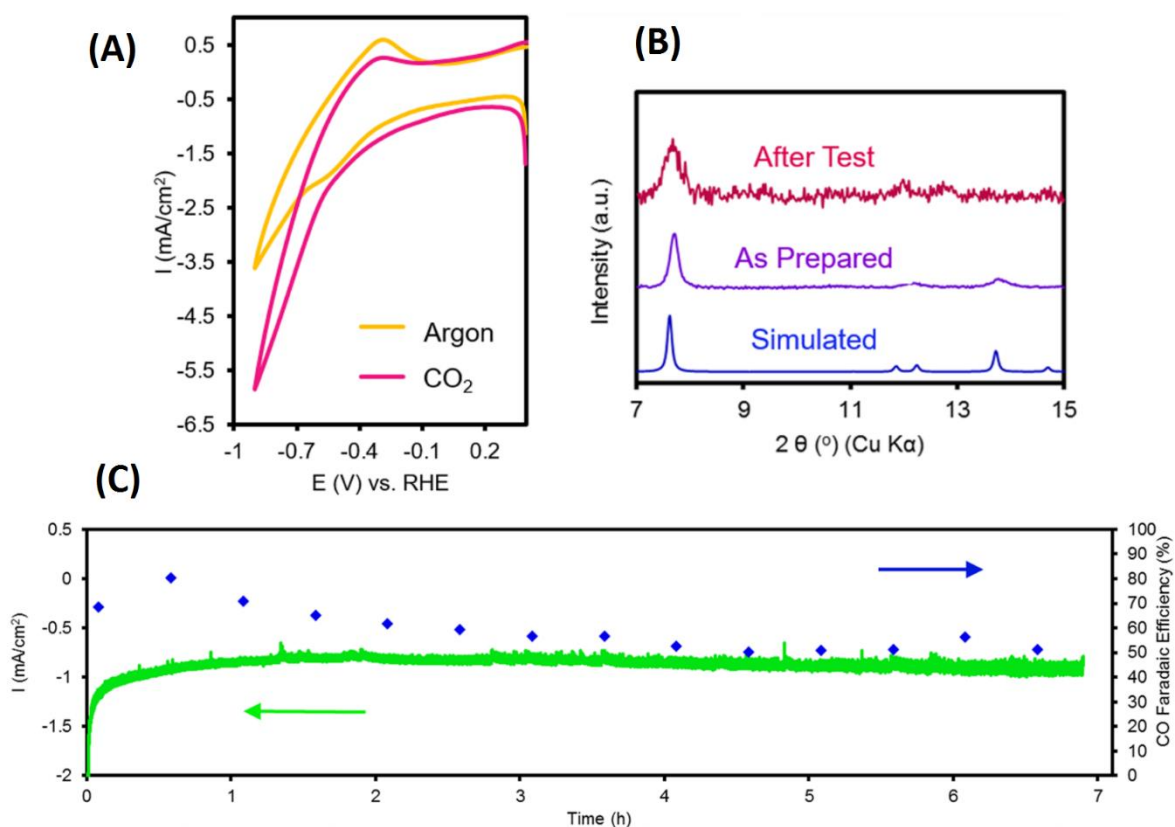 (A)
0.5
-0.5
-1.5
-2.5
-3.5
-4.5
-5.5
-6.5
I (mA/cm²)
Argon
CO₂
-1 -0.7 -0.4 -0.1 0.2
E (V) vs. RHE
(B)
After Test
As Prepared
Simulated
Intensity (a.u.)
7 9 11 13 15
2 θ (º) (Cu Kα)
(C)
0.5
0
-0.5
-1
-1.5
-2
I (mA/cm²)
100
90
80
70
60
50
40
30
20
10
0
CO Faradaic Efficiency (%)
0 1 2 3 4 5 6 7
Time (h)